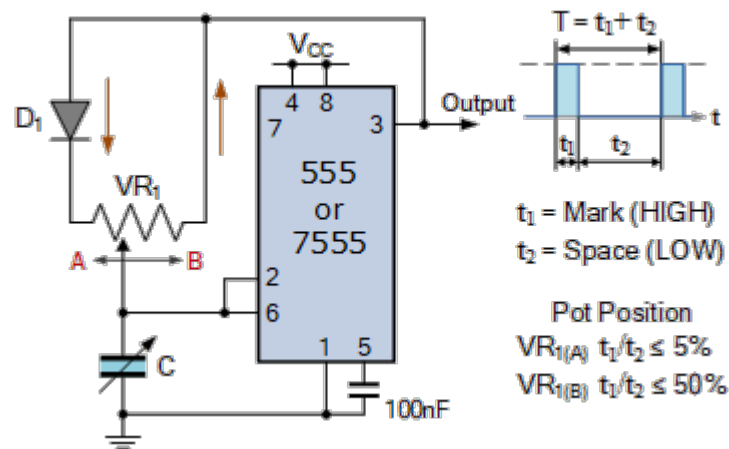 T = t₁+ t₂
V_CC
4 8
7
3
Output
t
D₁
VR₁
555
or
7555
t₁ t₂
A B
t₁ = Mark (HIGH)
t₂ = Space (LOW)
2
6
Pot Position
C
1 5
VR₁₍A₎ t₁/t₂ ≤ 5%
VR₁₍B₎ t₁/t₂ ≤ 50%
100nF